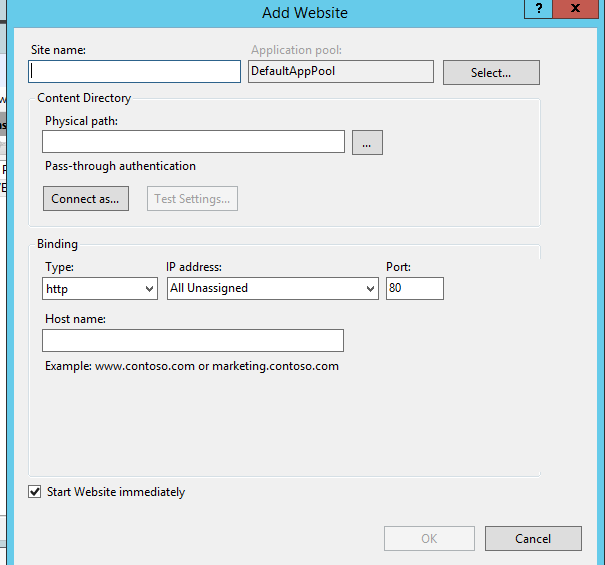 Add Website
?
Site name:
Application pool:
DefaultAppPool
Select...
Content Directory
Physical path:
...
Pass-through authentication
Connect as...
Test Settings...
Binding
Type:
IP address:
Port:
http
All Unassigned
80
Host name:
Example: www.contoso.com or marketing.contoso.com
Start Website immediately
OK
Cancel